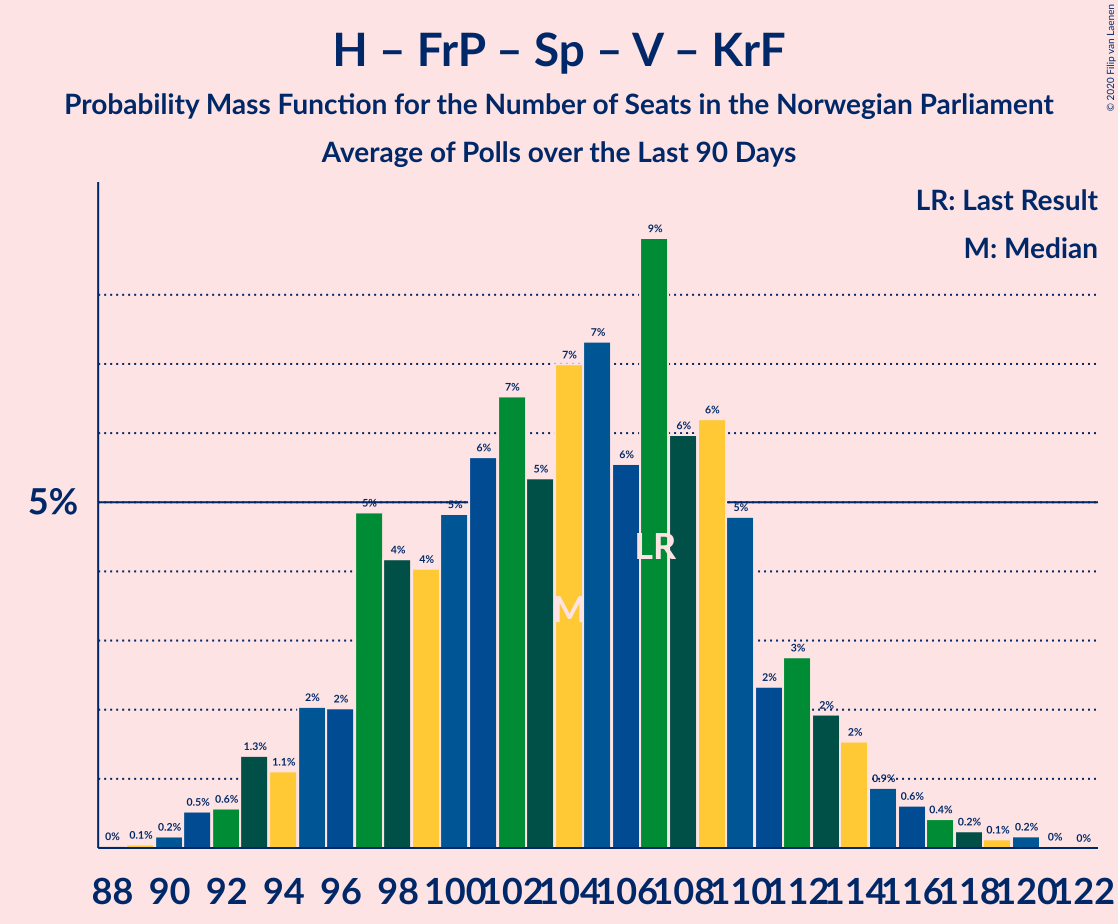 H – FrP – Sp – V – KrF
Probability Mass Function for the Number of Seats in the Norwegian Parliament
Average of Polls over the Last 90 Days
© 2020 Filip van Laenen
LR: Last Result
M: Median
5%
0% 0.1% 0.2% 0.5% 0.6% 1.3% 1.1% 2% 2% 5% 4% 4% 5% 6% 7% 5% 7% 7% 6% 9% 6% 6% 5% 2% 3% 2% 2% 0.9% 0.6% 0.4% 0.2% 0.1% 0.2% 0% 0%
LR
M
88 90 92 94 96 98 100 102 104 106 108 110 112 114 116 118 120 122